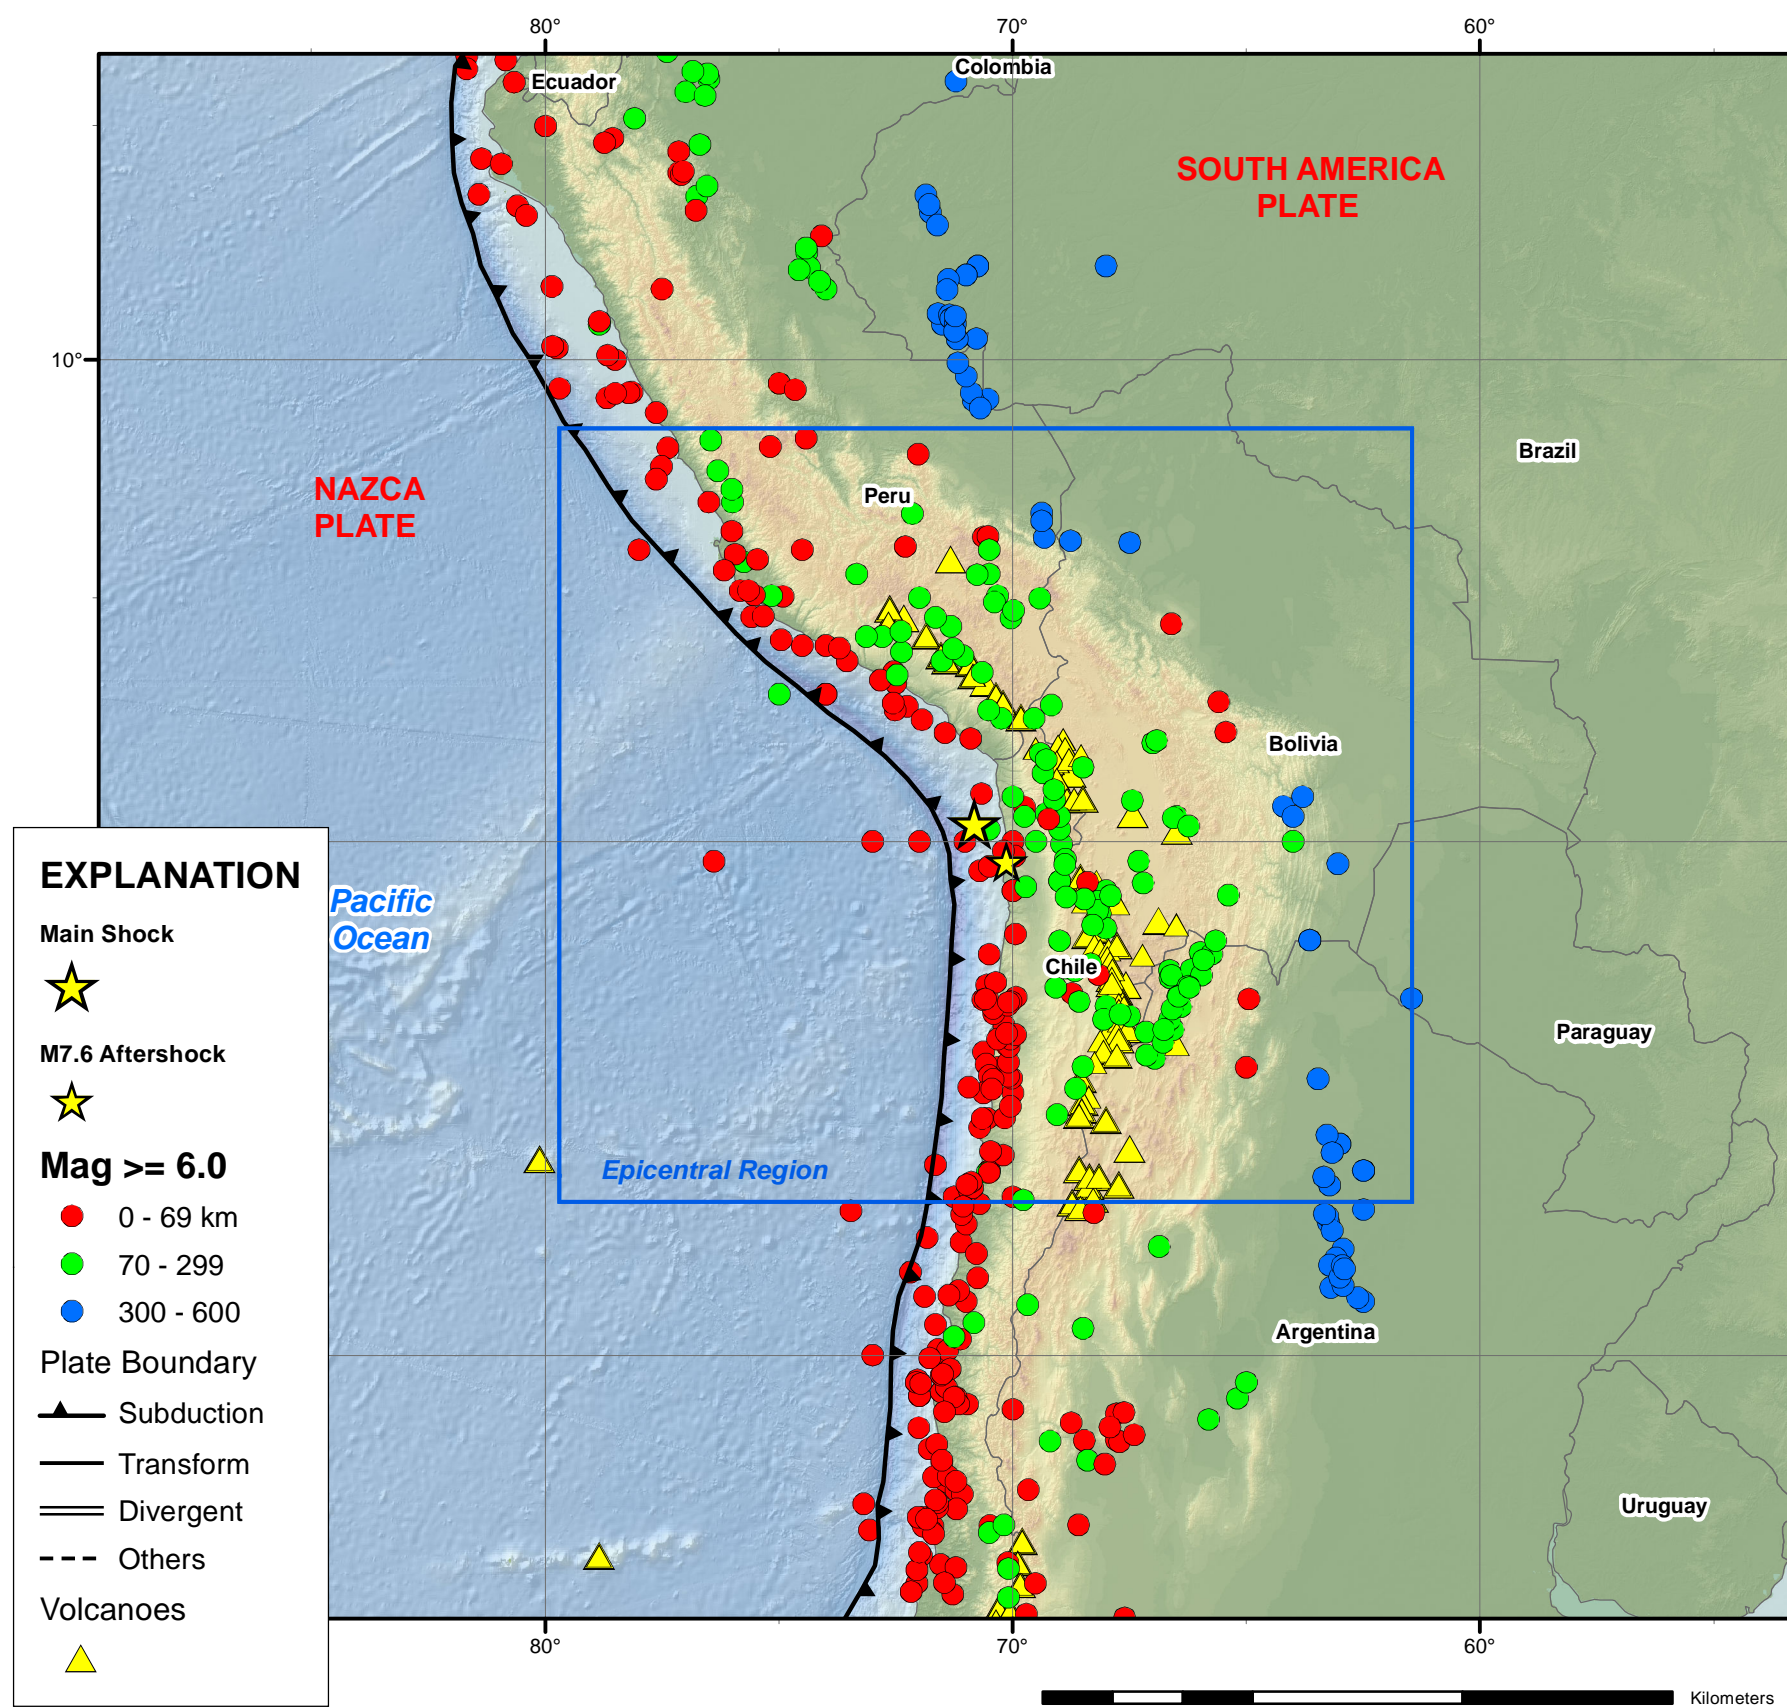 80°
70°
60°
Ecuador
Colombia
SOUTH AMERICA
PLATE
10°
Brazil
NAZCA
PLATE
Peru
Bolivia
EXPLANATION
Main Shock
M7.6 Aftershock
Mag >= 6.0
0 - 69 km
70 - 299
300 - 600
Plate Boundary
Subduction
Transform
Divergent
Others
Volcanoes
Pacific
Ocean
Chile
Paraguay
Epicentral Region
Argentina
Uruguay
80°
70°
60°
Kilometers